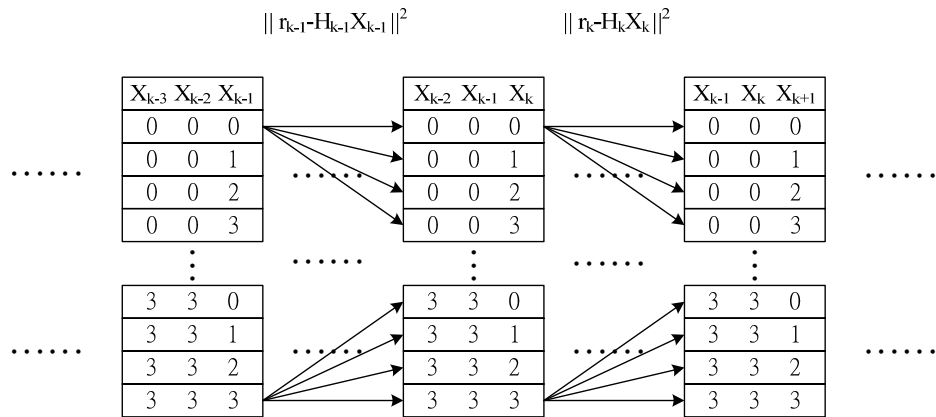 || r_{k-1}-H_{k-1}X_{k-1}||² || r_k-H_kX_k||²
X_{k-3} X_{k-2} X_{k-1} X_{k-2} X_{k-1} X_k X_{k-1} X_k X_{k+1}
0 0 0 0 0 0 0 0 0
0 0 1 0 0 1 0 0 1
...... ...... ...... ......
0 0 2 0 0 2 0 0 2
0 0 3 0 0 3 0 0 3
⋮ ...... ⋮ ...... ⋮
3 3 0 3 3 0 3 3 0
3 3 1 3 3 1 3 3 1
...... ...... ...... ......
3 3 2 3 3 2 3 3 2
3 3 3 3 3 3 3 3 3